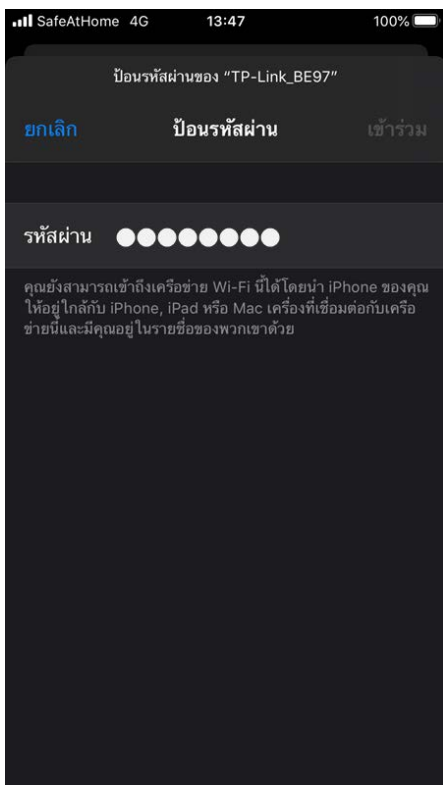 SafeAtHome 4G 13:47 100%
ป้อนรหัสผ่านของ “TP-Link_BE97”
ยกเลิก ป้อนรหัสผ่าน เข้าร่วม
รหัสผ่าน ●●●●●●●●
คุณยังสามารถเข้าถึงเครือข่าย Wi-Fi นี้ได้โดยนำ iPhone ของคุณ
ให้อยู่ใกล้กับ iPhone, iPad หรือ Mac เครื่องที่เชื่อมต่อกับเครือ
ข่ายนี้และมีคุณอยู่ในรายชื่อของพวกเขาด้วย